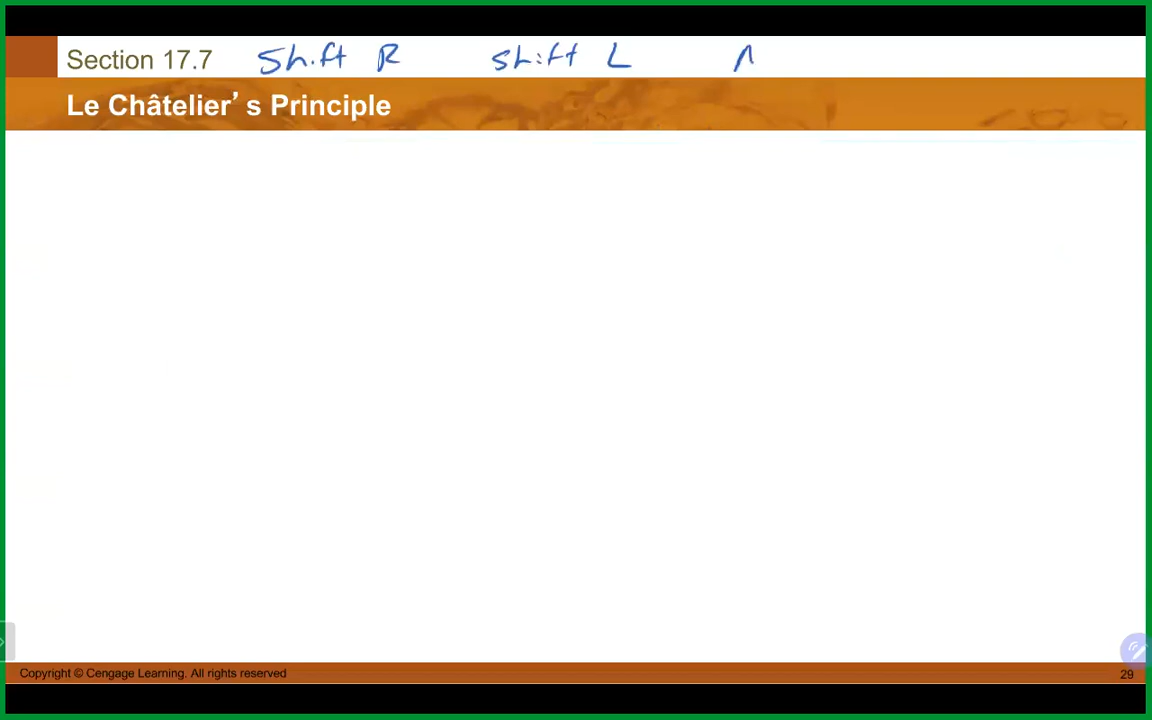 Section 17.7 Shift R shift L
Le Châtelier’s Principle
Copyright © Cengage Learning. All rights reserved 29